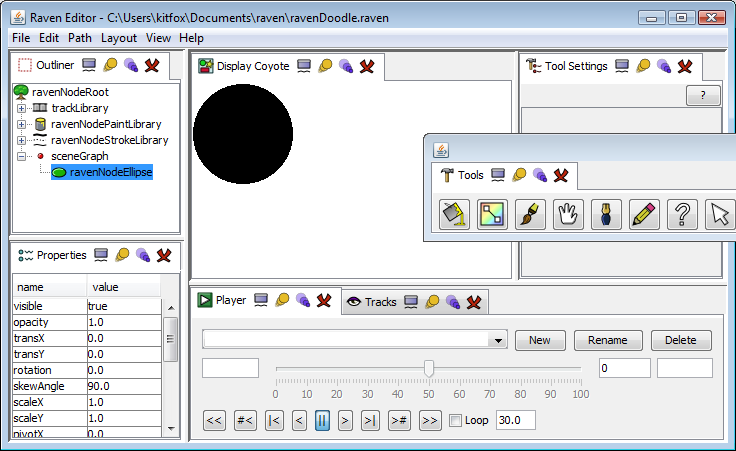 Raven Editor - C:\Users\kitfox\Documents\raven\ravenDoodle.raven
File Edit Path Layout View Help
Outliner
ravenNodeRoot
trackLibrary
ravenNodePaintLibrary
ravenNodeStrokeLibrary
sceneGraph
ravenNodeEllipse
Display Coyote
Tool Settings
?
Tools
Properties
name value
visible true
opacity 1.0
transX 0.0
transY 0.0
rotation 0.0
skewAngle 90.0
scaleX 1.0
scaleY 1.0
pivotX 0.0
Player
Tracks
New Rename Delete
0
0 10 20 30 40 50 60 70 80 90 100
<< #< |< < || > >| ># >> Loop 30.0